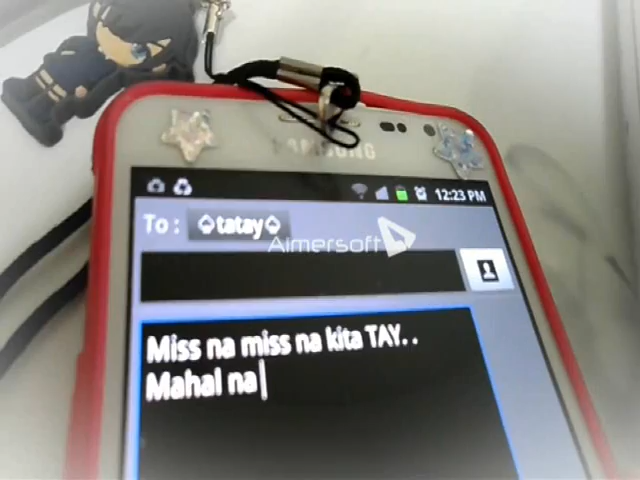 SAMSUNG
12:23 PM
To : ♤tatay♤
Aimersoft
Miss na miss na kita TAY. .
Mahal na